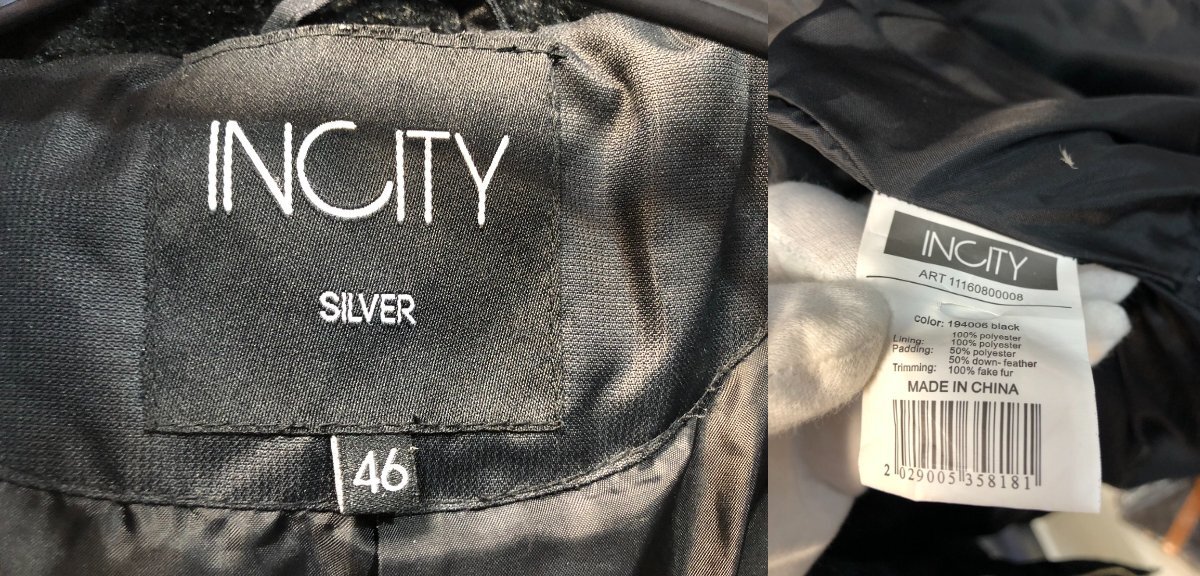 INCITY
SILVER
46
INCITY
ART 11160800008
color: 194006 black
100% polyester
Lining: 100% polyester
Padding: 50% polyester
50% down- feather
Trimming: 100% fake fur
MADE IN CHINA
2 029005 358181